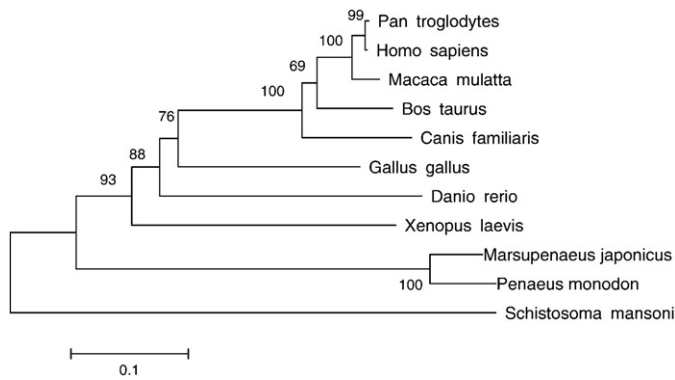 99
Pan troglodytes
100
Homo sapiens
69
Macaca mulatta
100
Bos taurus
76
Canis familiaris
88
Gallus gallus
93
Danio rerio
Xenopus laevis
Marsupenaeus japonicus
100
Penaeus monodon
Schistosoma mansoni
0.1